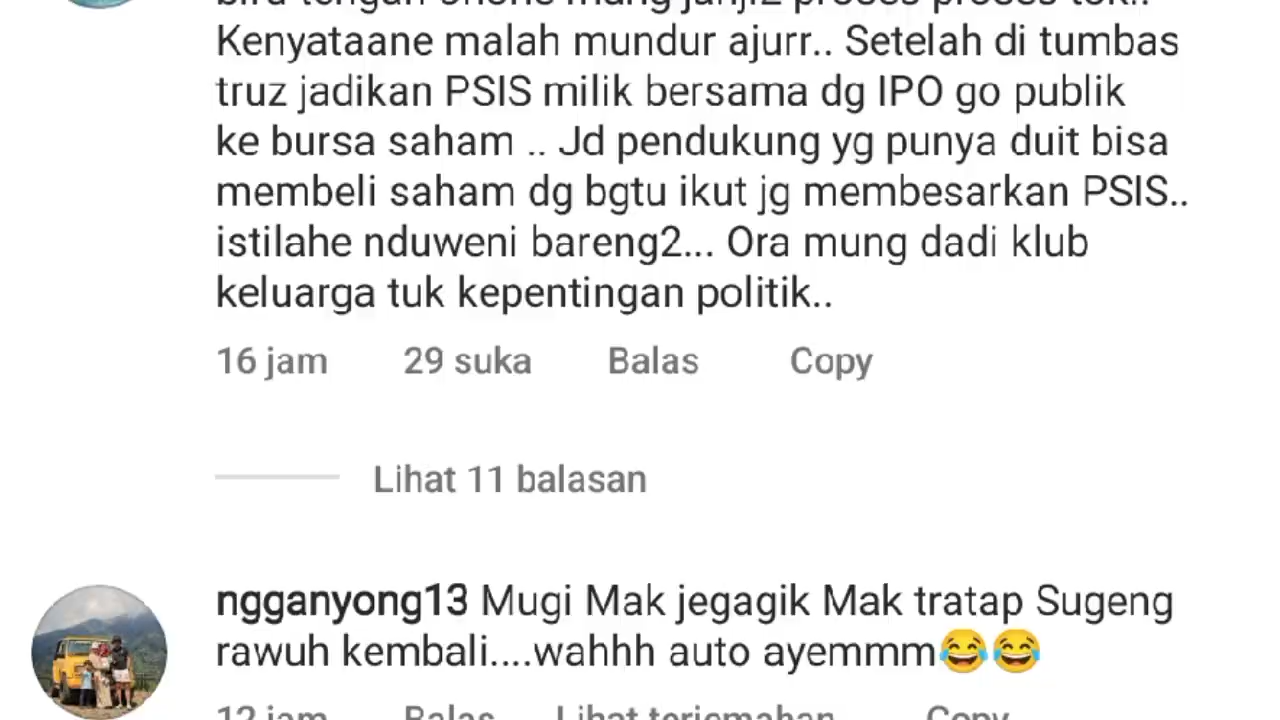 Kenyataane malah mundur ajurr.. Setelah di tumbas
truz jadikan PSIS milik bersama dg IPO go publik
ke bursa saham .. Jd pendukung yg punya duit bisa
membeli saham dg bgtu ikut jg membesarkan PSIS..
istilahe nduweni bareng2... Ora mung dadi klub
keluarga tuk kepentingan politik..
16 jam 29 suka Balas Copy
Lihat 11 balasan
ngganyong13 Mugi Mak jegagik Mak tratap Sugeng
rawuh kembali....wahhh auto ayemmm😂😂
12 jam Balas Lihat terjemahan Copy